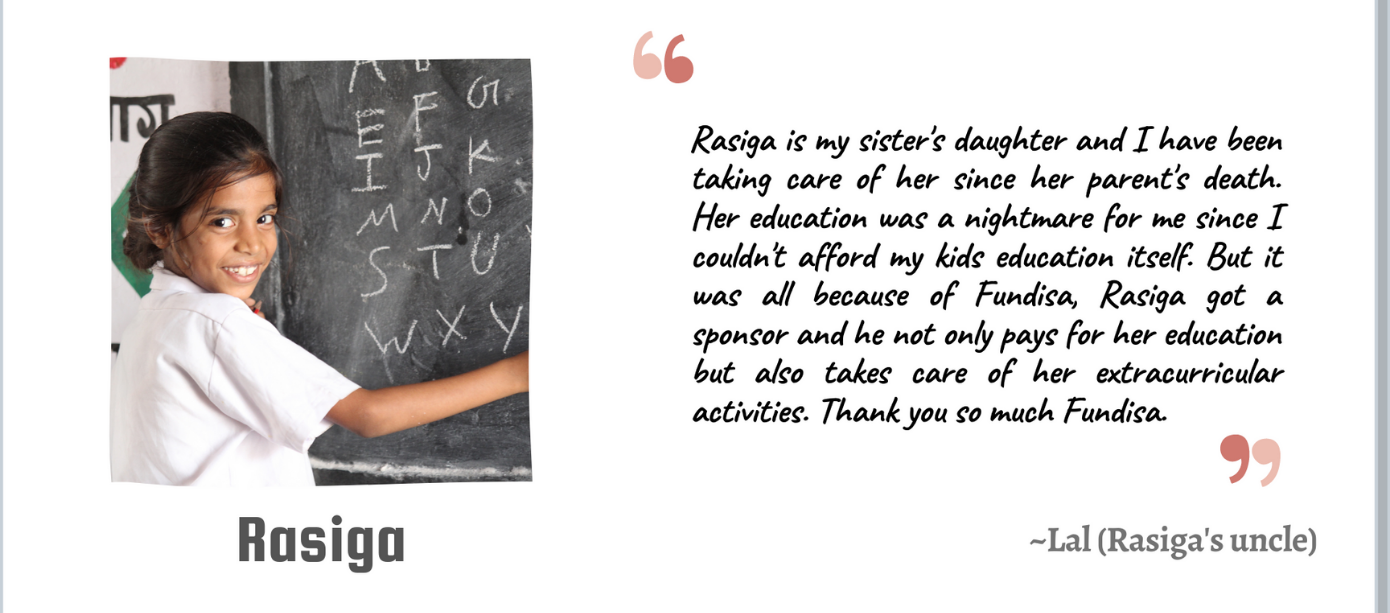 A
E F G
I J K
M N O
S T U
W X Y
Rasiga
“
Rasiga is my sister's daughter and I have been
taking care of her since her parent's death.
Her education was a nightmare for me since I
couldn't afford my kids education itself. But it
was all because of Fundisa, Rasiga got a
sponsor and he not only pays for her education
but also takes care of her extracurricular
activities. Thank you so much Fundisa.
”
~Lal (Rasiga's uncle)